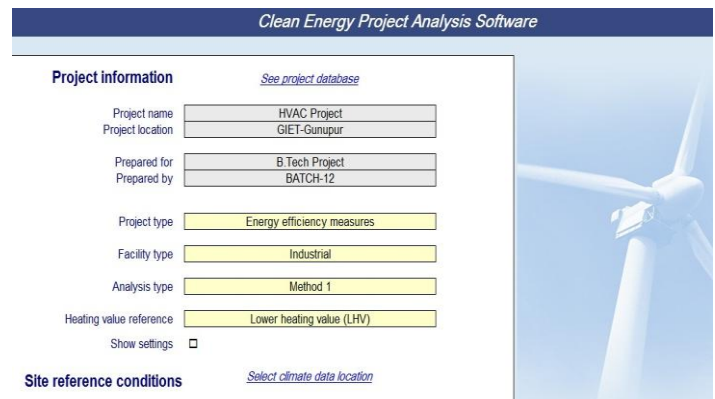 Clean Energy Project Analysis Software
Project information See project database
Project name HVAC Project
Project location GIET-Gunupur
Prepared for B.Tech Project
Prepared by BATCH-12
Project type Energy efficiency measures
Facility type Industrial
Analysis type Method 1
Heating value reference Lower heating value (LHV)
Show settings
Site reference conditions Select climate data location